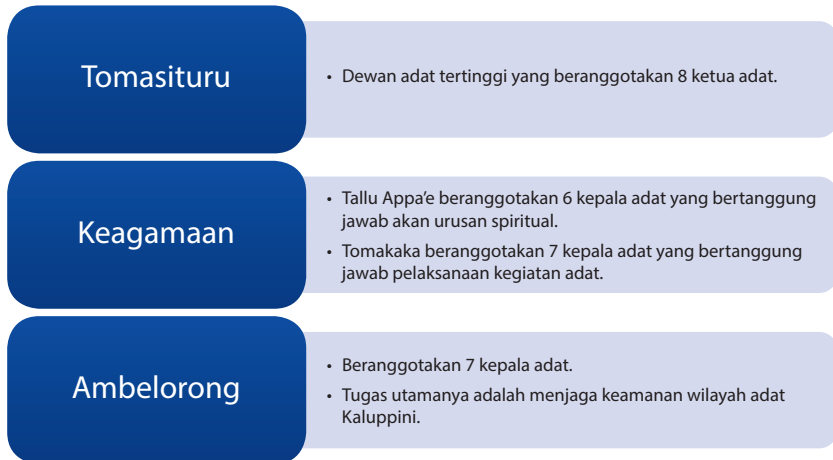 Tomasituru
• Dewan adat tertinggi yang beranggotakan 8 ketua adat.
Keagamaan
• Tallu Appa’e beranggotakan 6 kepala adat yang bertanggung
jawab akan urusan spiritual.
• Tomakaka beranggotakan 7 kepala adat yang bertanggung
jawab pelaksanaan kegiatan adat.
Ambelorong
• Beranggotakan 7 kepala adat.
• Tugas utamanya adalah menjaga keamanan wilayah adat
Kaluppini.